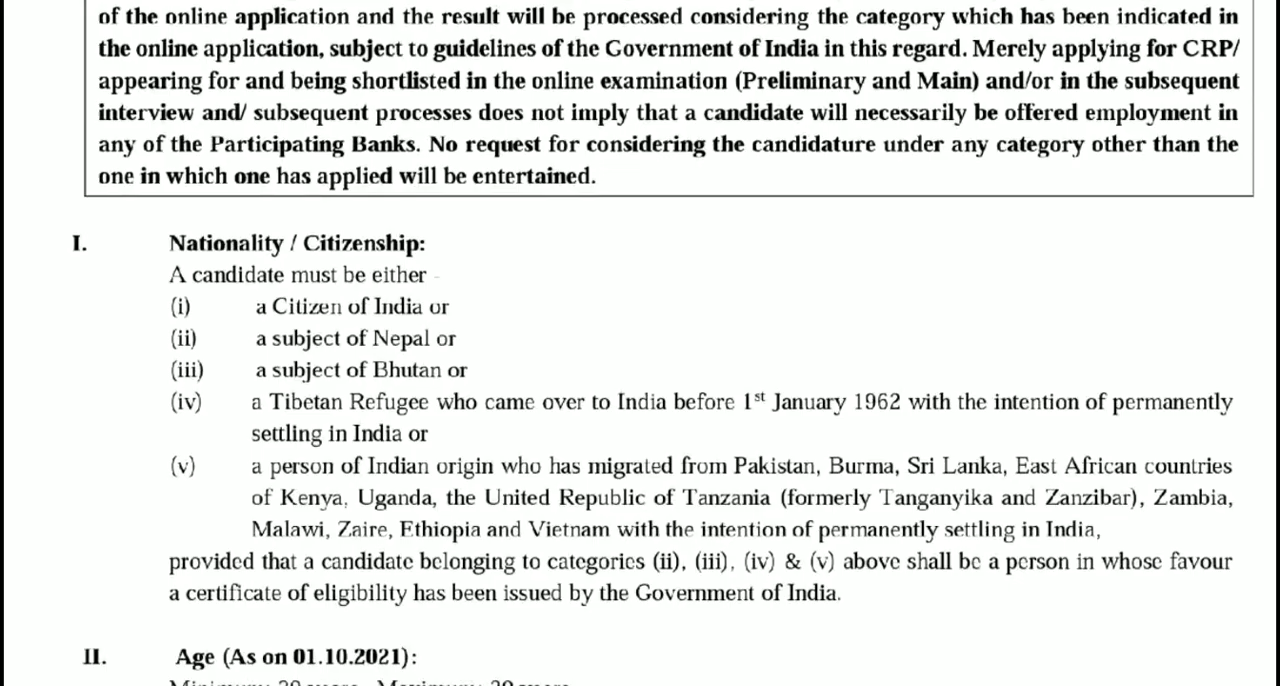 of the online application and the result will be processed considering the category which has been indicated in
the online application, subject to guidelines of the Government of India in this regard. Merely applying for CRP/
appearing for and being shortlisted in the online examination (Preliminary and Main) and/or in the subsequent
interview and/ subsequent processes does not imply that a candidate will necessarily be offered employment in
any of the Participating Banks. No request for considering the candidature under any category other than the
one in which one has applied will be entertained.
I. Nationality / Citizenship:
A candidate must be either -
(i) a Citizen of India or
(ii) a subject of Nepal or
(iii) a subject of Bhutan or
(iv) a Tibetan Refugee who came over to India before 1st January 1962 with the intention of permanently
settling in India or
(v) a person of Indian origin who has migrated from Pakistan, Burma, Sri Lanka, East African countries
of Kenya, Uganda, the United Republic of Tanzania (formerly Tanganyika and Zanzibar), Zambia,
Malawi, Zaire, Ethiopia and Vietnam with the intention of permanently settling in India,
provided that a candidate belonging to categories (ii), (iii), (iv) & (v) above shall be a person in whose favour
a certificate of eligibility has been issued by the Government of India.
II. Age (As on 01.10.2021):